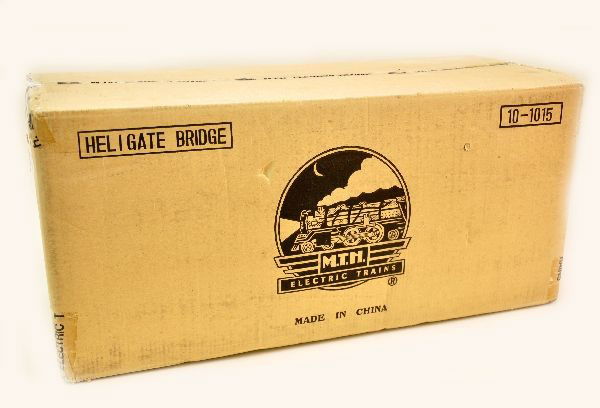 HELIGATE BRIDGE
10-1015
M.T.H.
ELECTRIC TRAINS
®
MADE IN CHINA